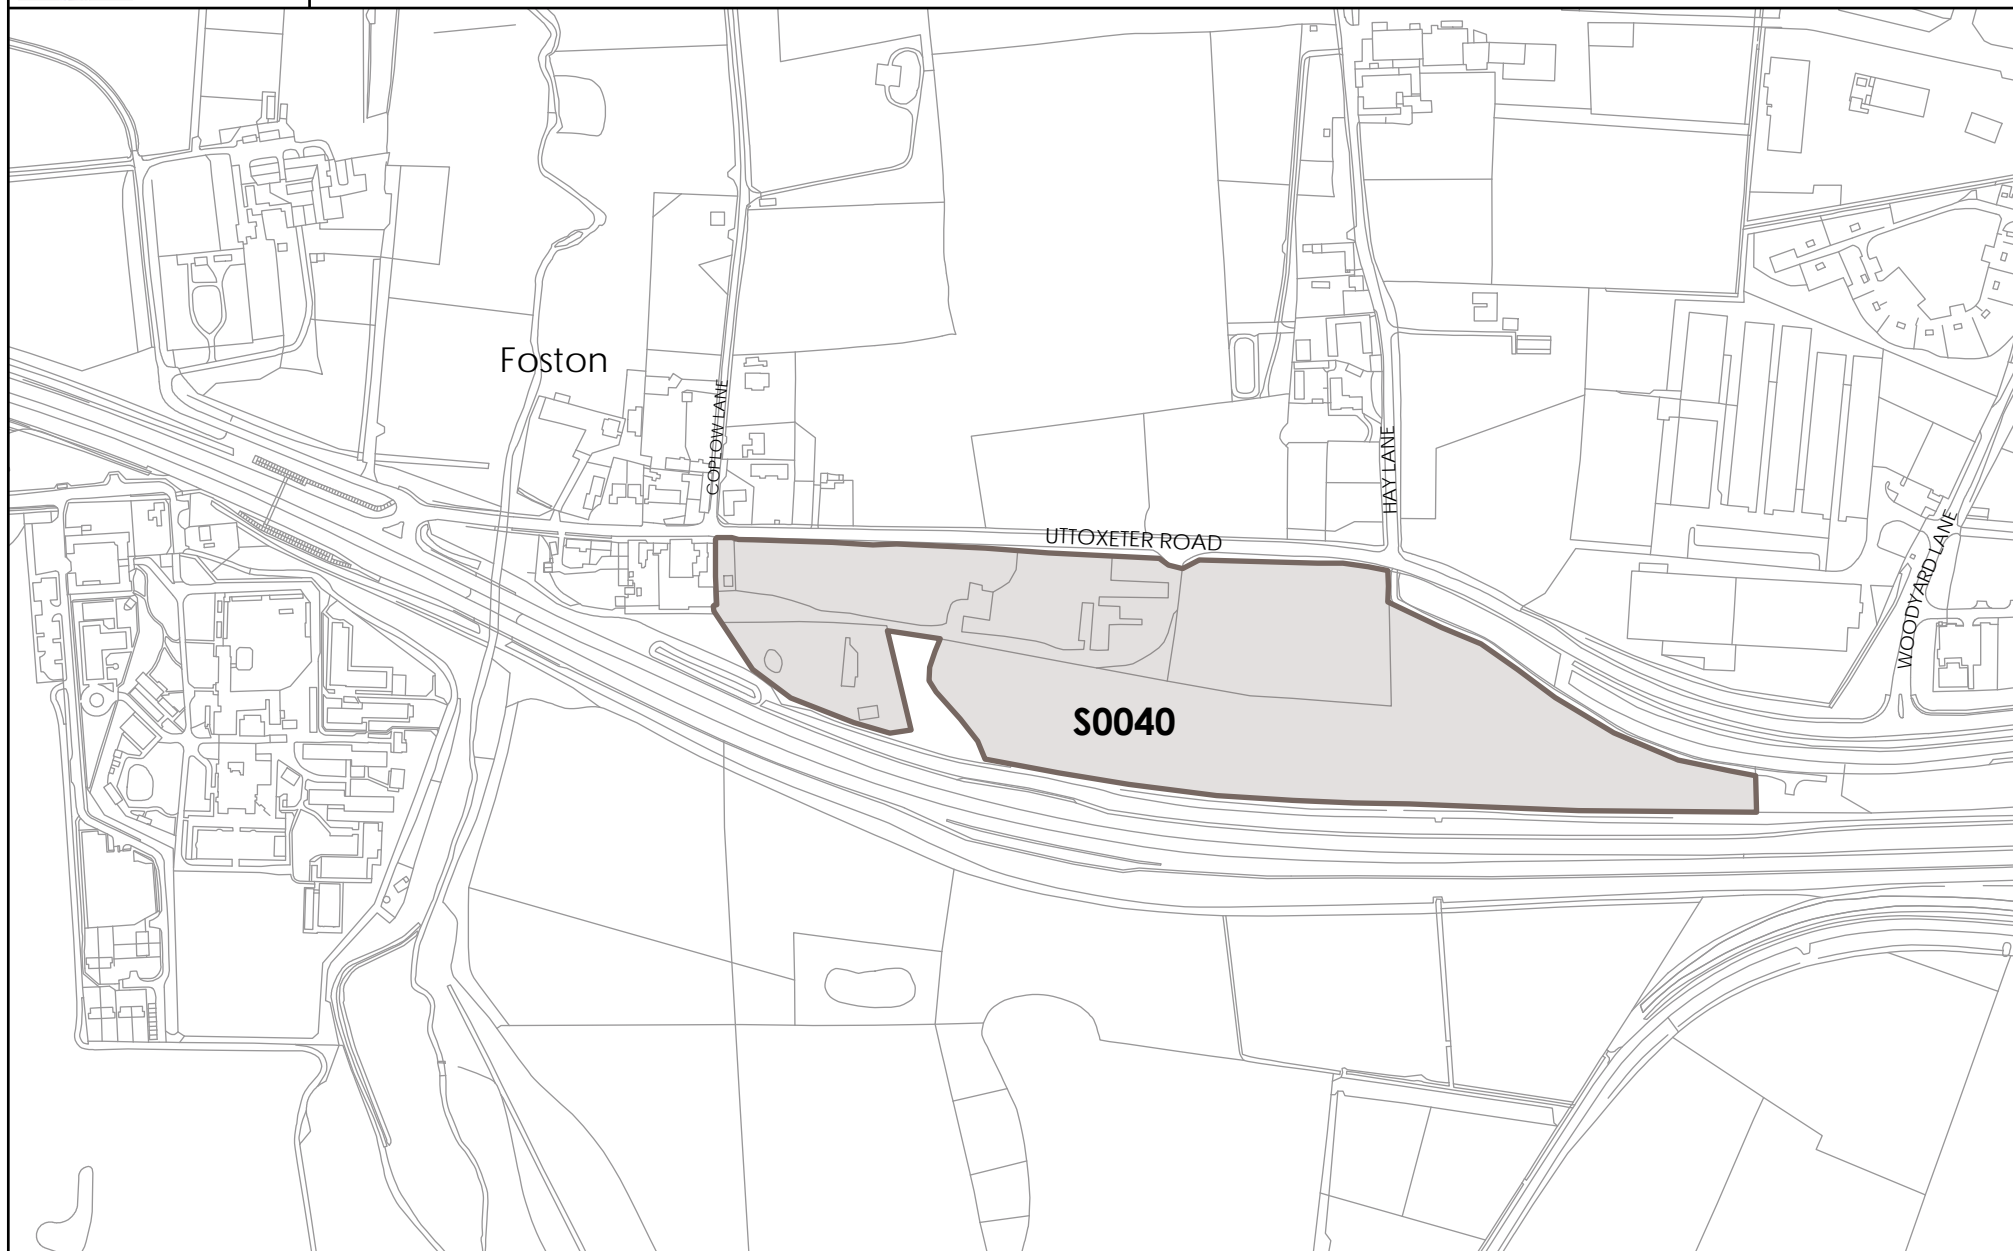 Foston
COPLOW LANE
UTTOXETER ROAD
HAY LANE
WOODYARD LANE
S0040